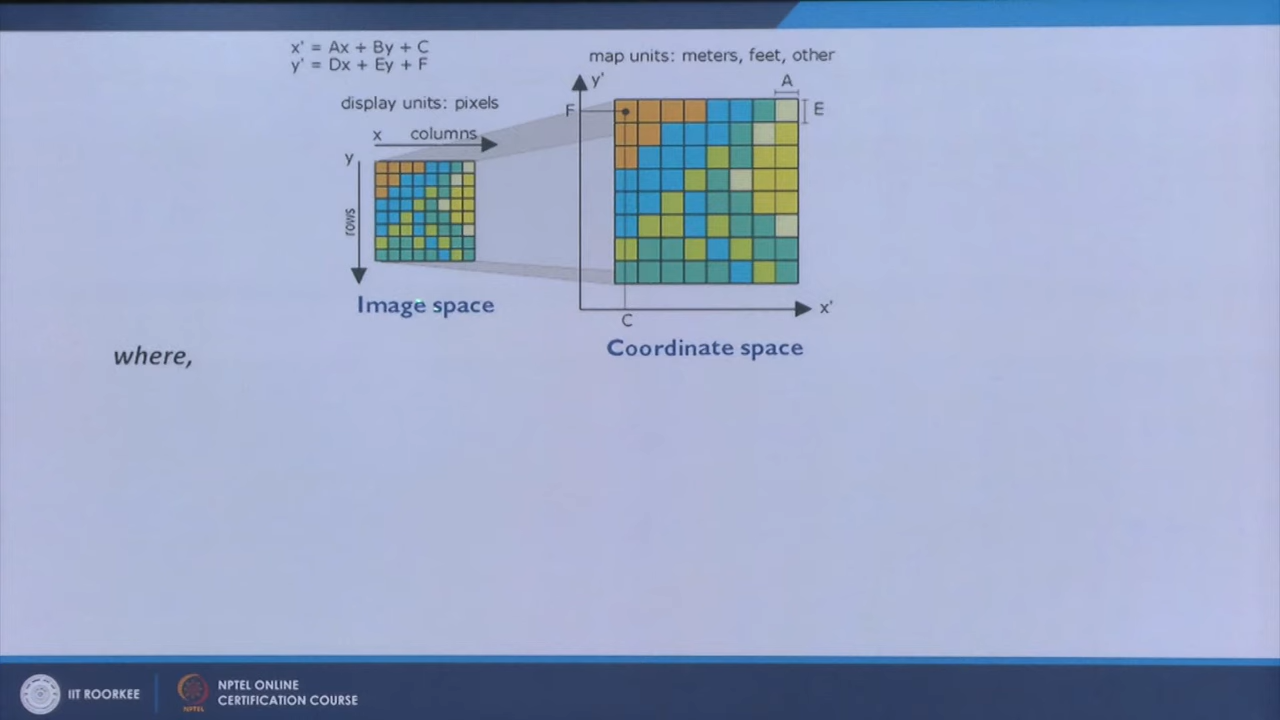 x' = Ax + By + C
y' = Dx + Ey + F
map units: meters, feet, other
display units: pixels
x columns
y
rows
Image space
y'
A
F
E
C
x'
Coordinate space
where,
IIT ROORKEE
NPTEL ONLINE
CERTIFICATION COURSE
NPTEL